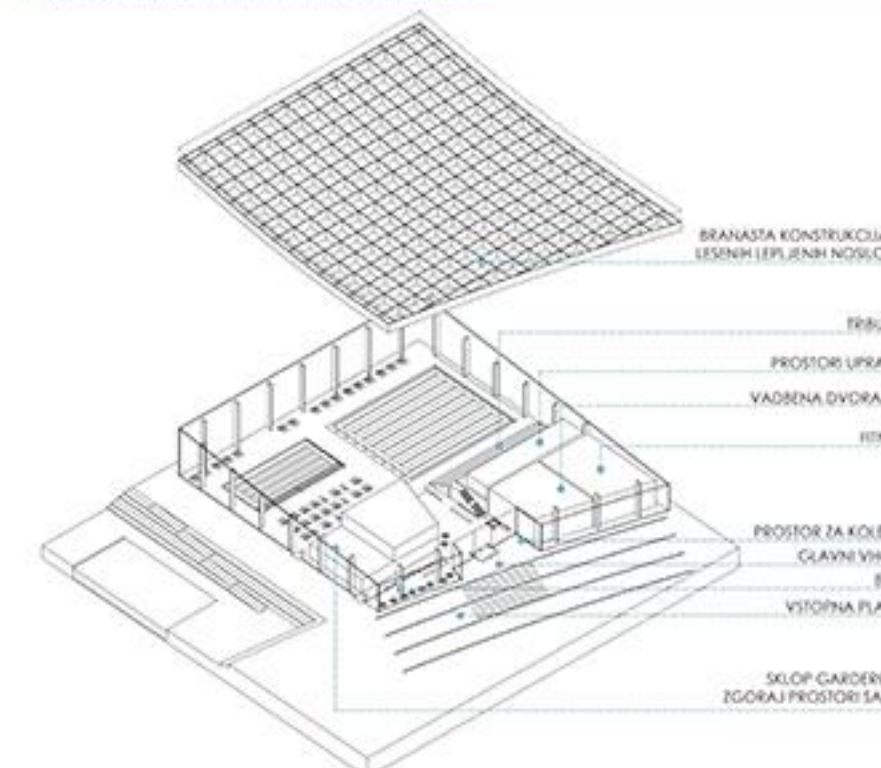 BRANASTA KONSTRUKCIJA
LESENIH LEPLJENIH NOSILC
TRIBU
PROSTORI UPRA
VADBENA DVORA
FITN
PROSTOR ZA KOLE
GLAVNI VH
VSTOPNA PLA
SKLOP GARDER
ZGORAJ PROSTORI SA